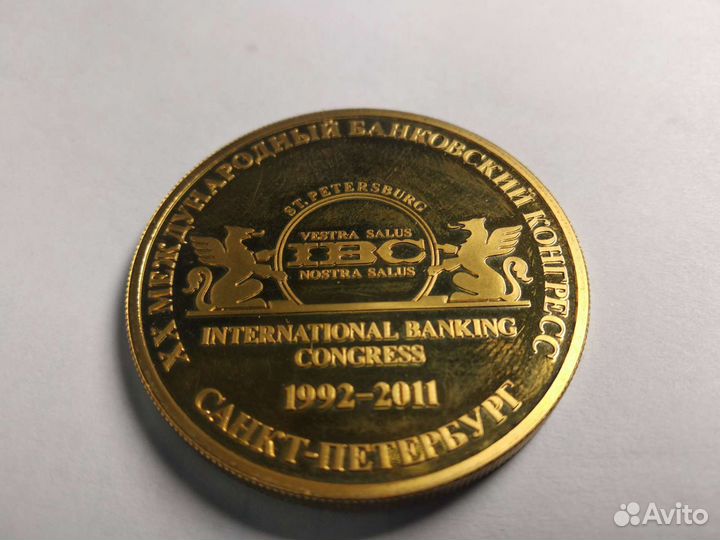 XX МЕЖДУНАРОДНЫЙ БАНКОВСКИЙ КОНГРЕСС
ST. PETERSBURG
VESTRA SALUS
IBC
NOSTRA SALUS
INTERNATIONAL BANKING
CONGRESS
1992-2011
САНКТ-ПЕТЕРБУРГ
Avito